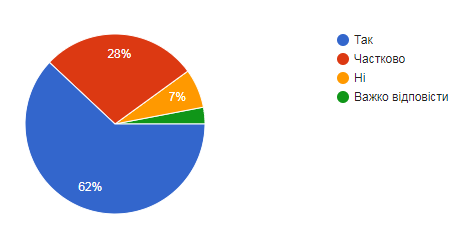 28%
7%
62%
Так
Частково
Ні
Важко відповісти